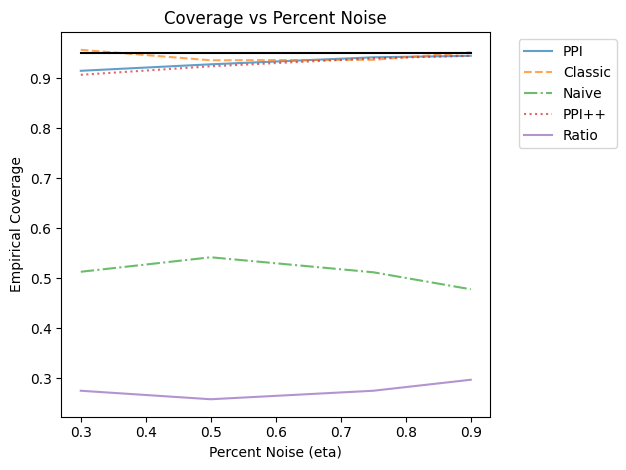 Coverage vs Percent Noise
Empirical Coverage
0.9
0.8
0.7
0.6
0.5
0.4
0.3
0.3 0.4 0.5 0.6 0.7 0.8 0.9
Percent Noise (eta)
PPI
Classic
Naive
PPI++
Ratio